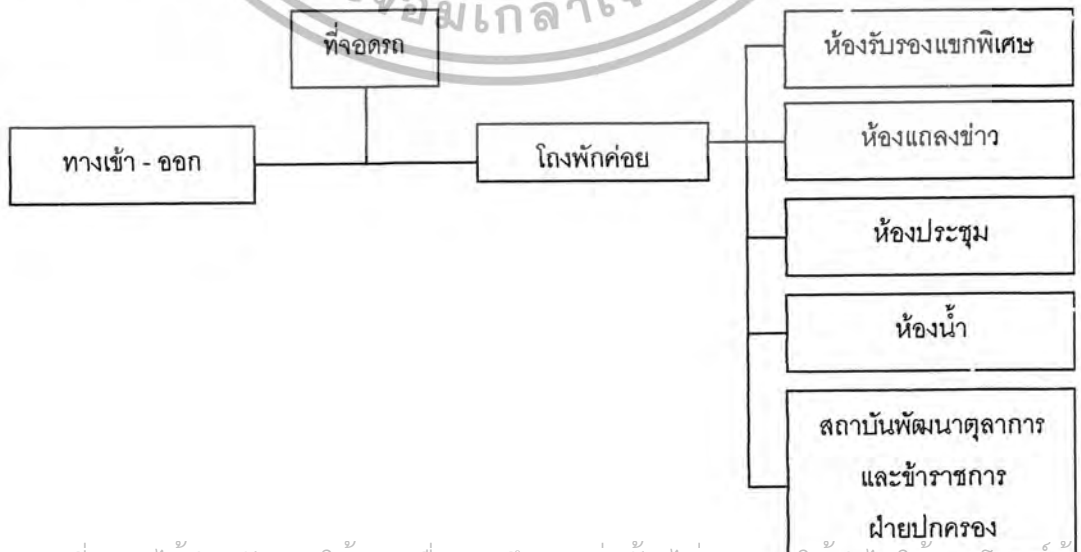 ที่จอดรถ
ทางเข้า - ออก
โถงพักค่อย
ห้องรับรองแขกพิเศษ
ห้องแถลงข่าว
ห้องประชุม
ห้องน้ำ
สถาบันพัฒนาตุลาการ
และข้าราชการ
ฝ่ายปกครอง